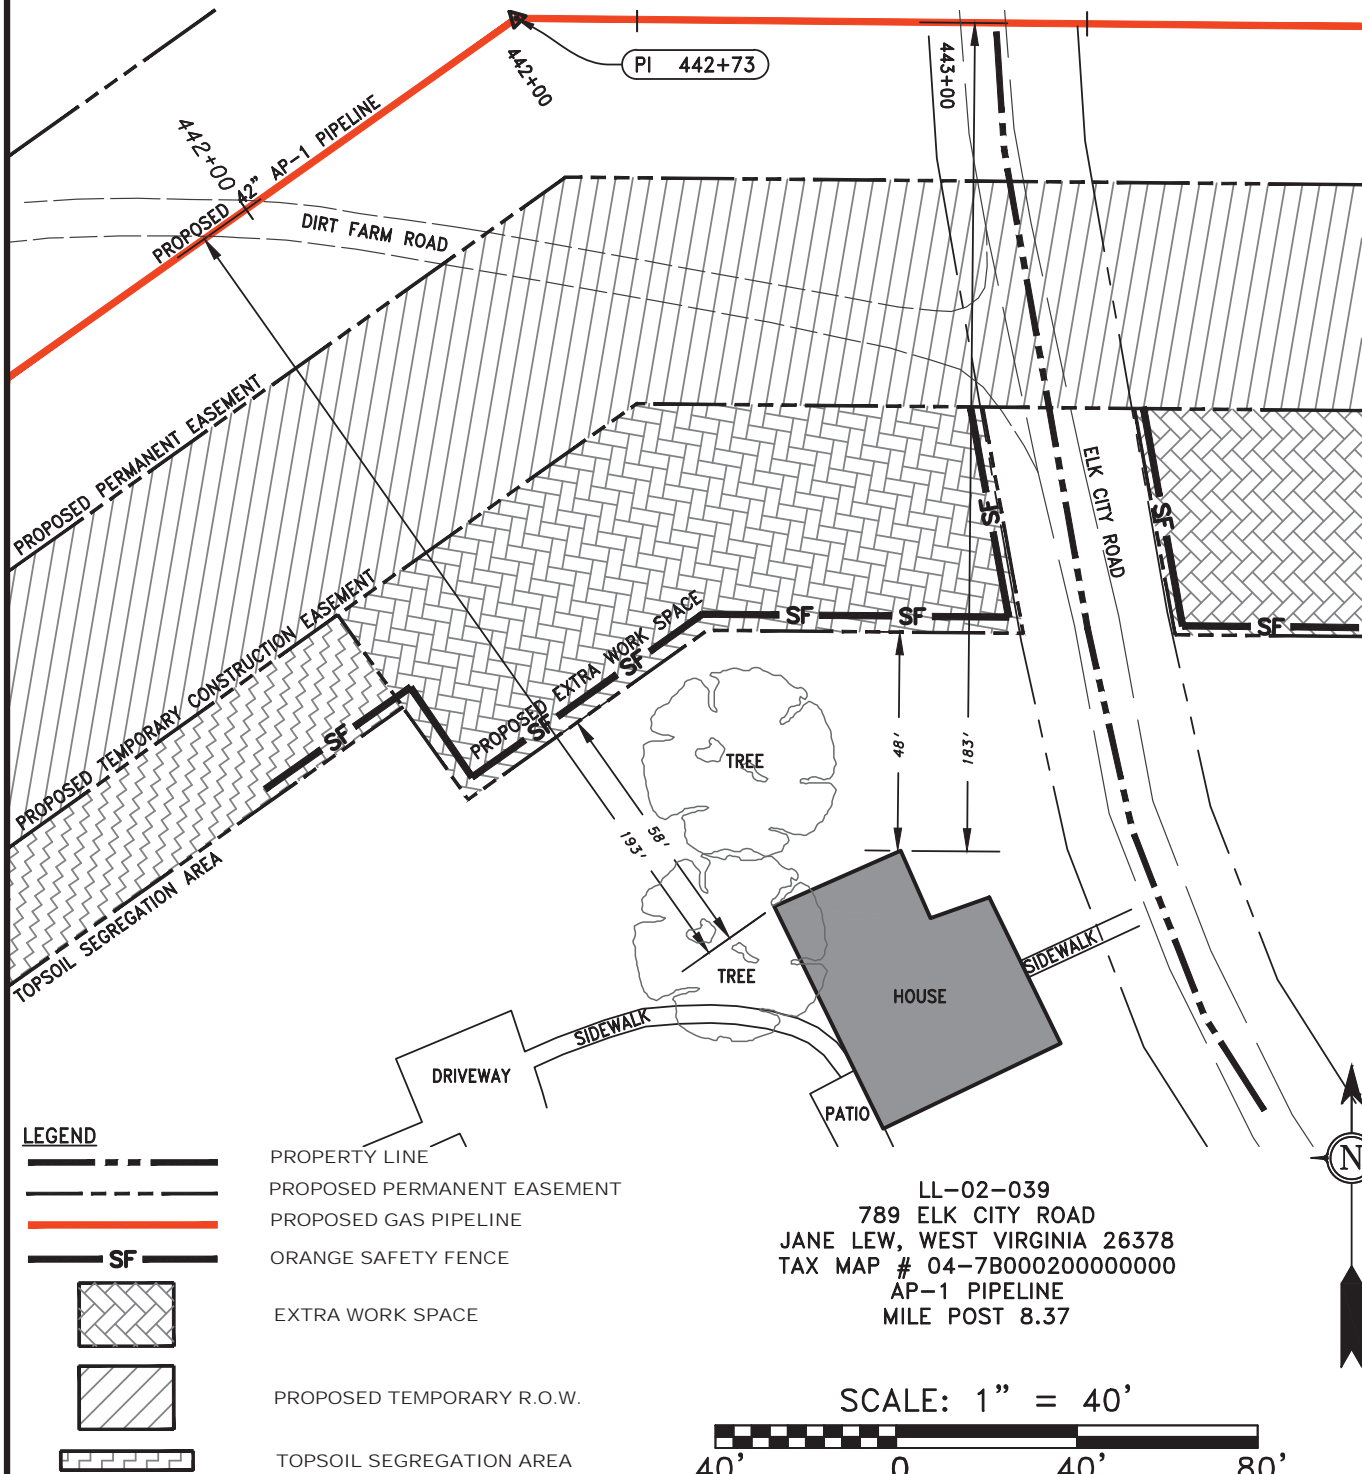 PI 442+73
442+00
443+00
442+00
PROPOSED 42" AP-1 PIPELINE
DIRT FARM ROAD
PROPOSED PERMANENT EASEMENT
ELK CITY ROAD
SF
SF
PROPOSED TEMPORARY CONSTRUCTION EASEMENT
PROPOSED EXTRA WORK SPACE
SF
SF
SF
SF
SF
SF
TREE
48'
183'
58'
193'
TOPSOIL SEGREGATION AREA
TREE
HOUSE
SIDEWALK
SIDEWALK
DRIVEWAY
PATIO
LEGEND
PROPERTY LINE
PROPOSED PERMANENT EASEMENT
PROPOSED GAS PIPELINE
SF ORANGE SAFETY FENCE
EXTRA WORK SPACE
PROPOSED TEMPORARY R.O.W.
TOPSOIL SEGREGATION AREA
N
LL-02-039
789 ELK CITY ROAD
JANE LEW, WEST VIRGINIA 26378
TAX MAP # 04-7B000200000000
AP-1 PIPELINE
MILE POST 8.37
SCALE: 1" = 40'
40' 0 40' 80'